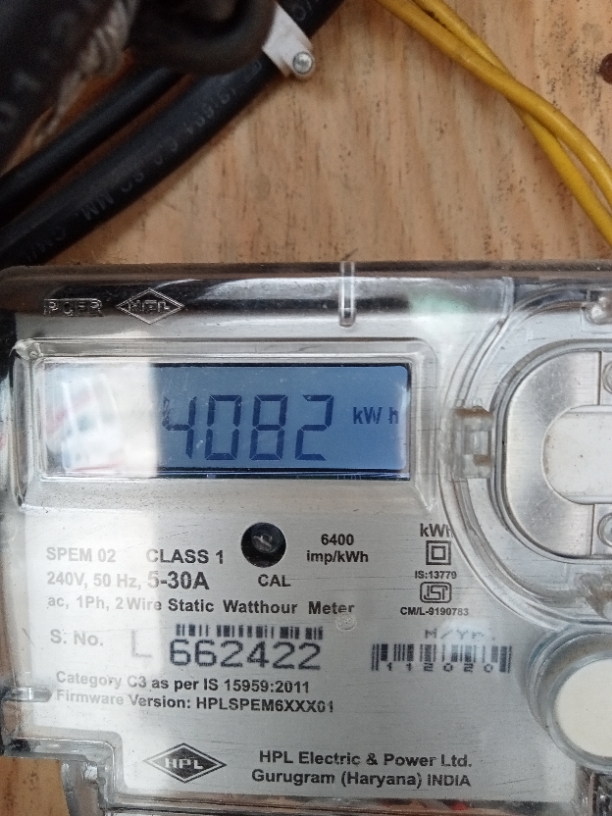 PCFR HPL
4082 kWh
6400
imp/kWh
kWh
SPEM 02 CLASS 1
CAL
240V, 50 Hz, 5-30A
IS:13779
ISI
ac, 1Ph, 2 Wire Static Watthour Meter
CM/L-9190783
M/Yr.
S. No. L 662422
112020
Category C3 as per IS 15959:2011
Firmware Version: HPLSPEM6XXX01
HPL
HPL Electric & Power Ltd.
Gurugram (Haryana) INDIA